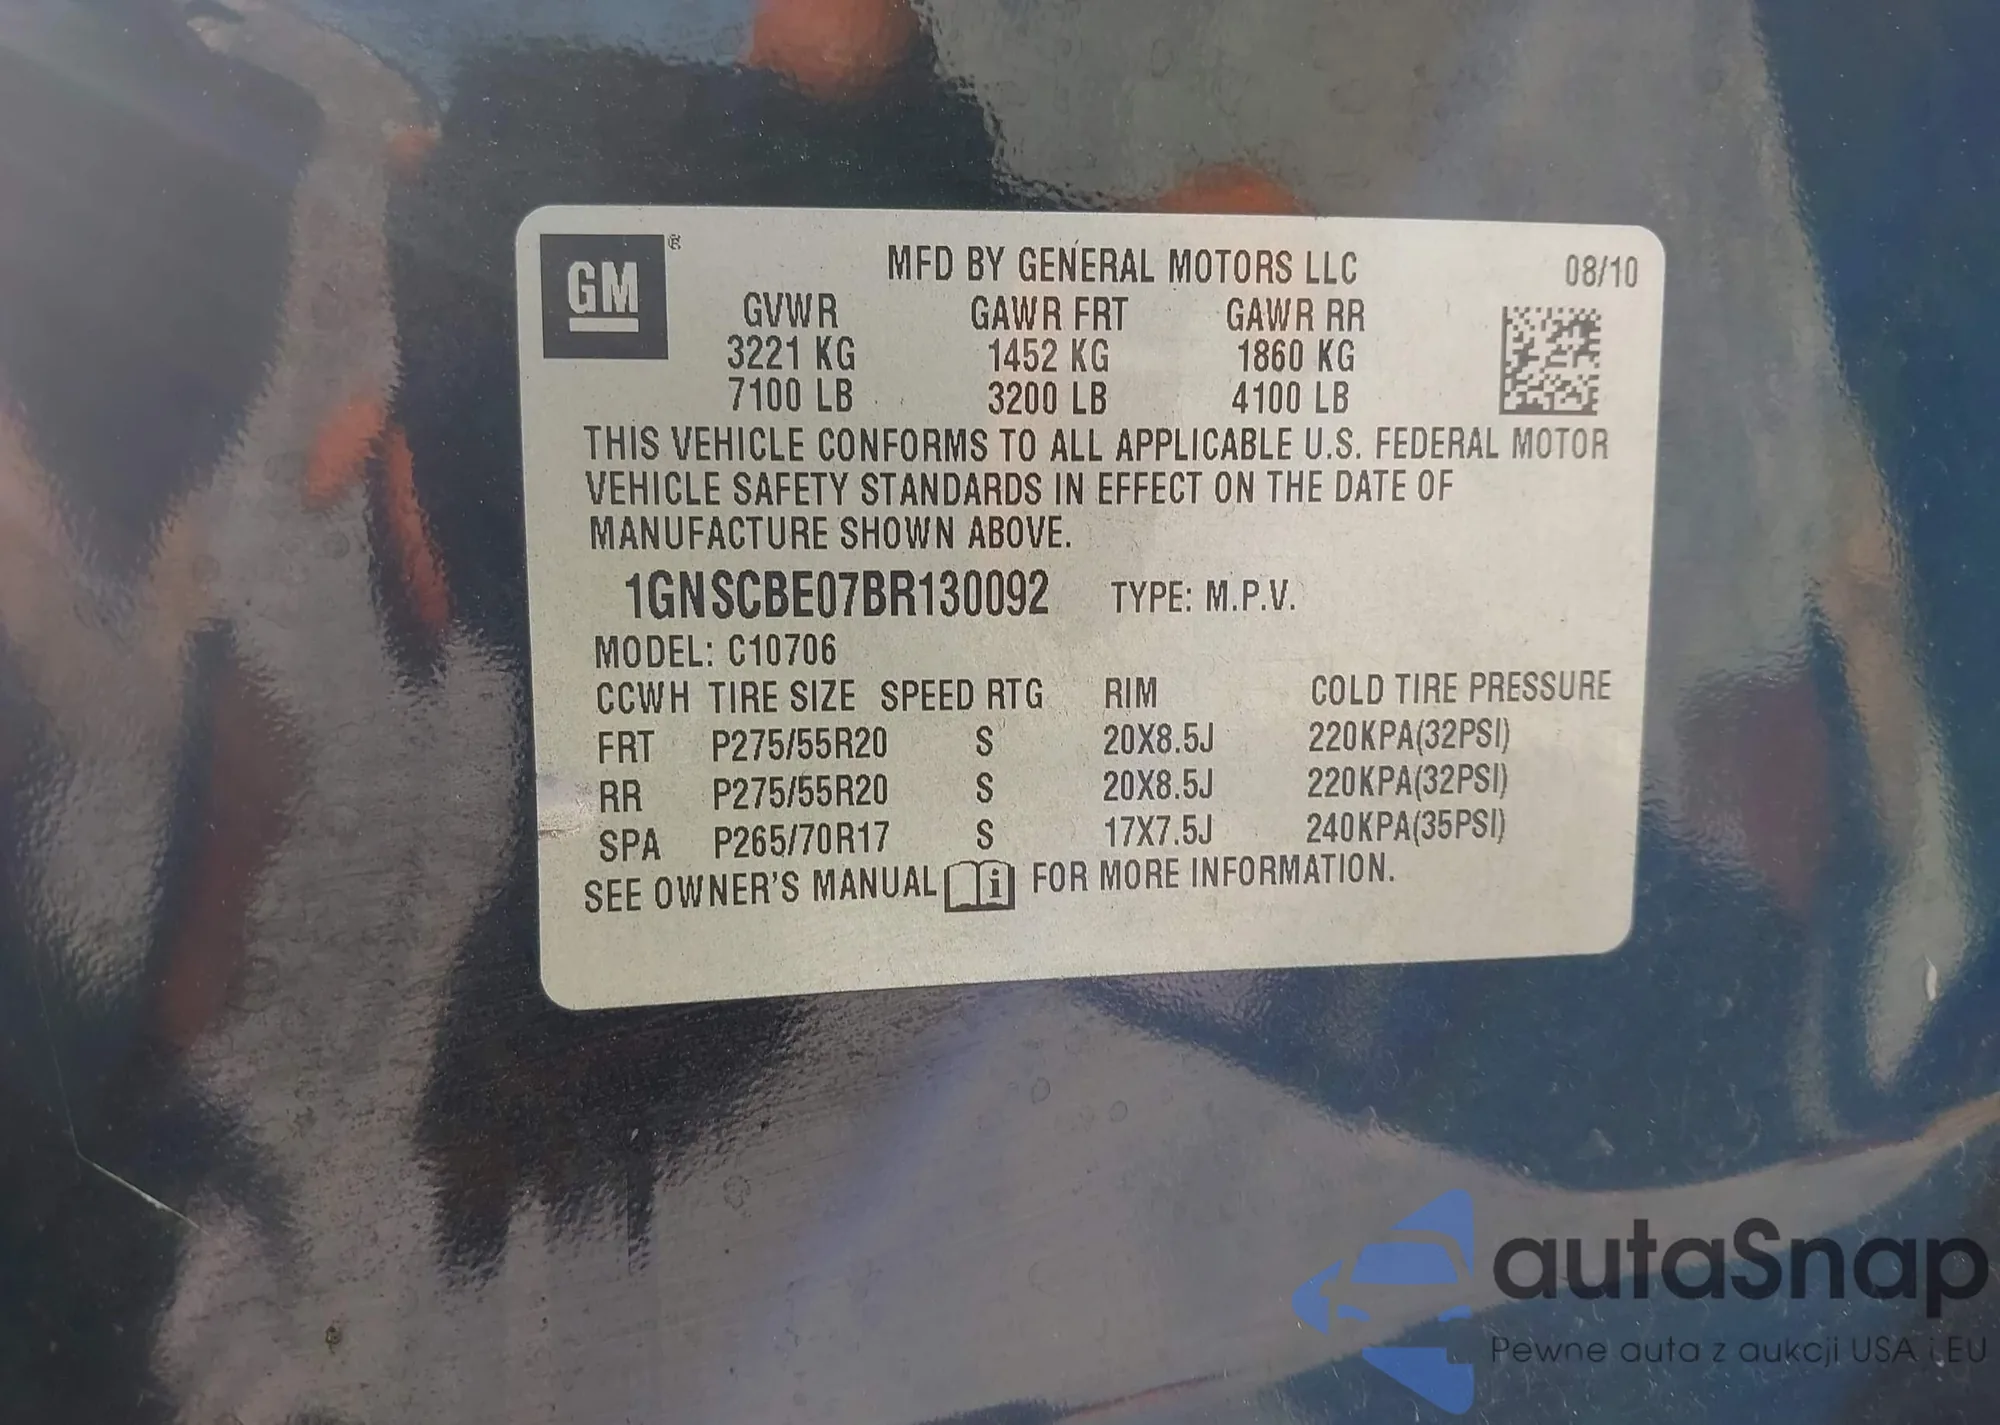 GM ®
MFD BY GENERAL MOTORS LLC 08/10
GVWR GAWR FRT GAWR RR
3221 KG 1452 KG 1860 KG
7100 LB 3200 LB 4100 LB
THIS VEHICLE CONFORMS TO ALL APPLICABLE U.S. FEDERAL MOTOR
VEHICLE SAFETY STANDARDS IN EFFECT ON THE DATE OF
MANUFACTURE SHOWN ABOVE.
1GNSCBE07BR130092 TYPE: M.P.V.
MODEL: C10706
CCWH TIRE SIZE SPEED RTG RIM COLD TIRE PRESSURE
FRT P275/55R20 S 20X8.5J 220KPA(32PSI)
RR P275/55R20 S 20X8.5J 220KPA(32PSI)
SPA P265/70R17 S 17X7.5J 240KPA(35PSI)
SEE OWNER'S MANUAL i FOR MORE INFORMATION.
autaSnap
Pewne auta z aukcji USA i EU